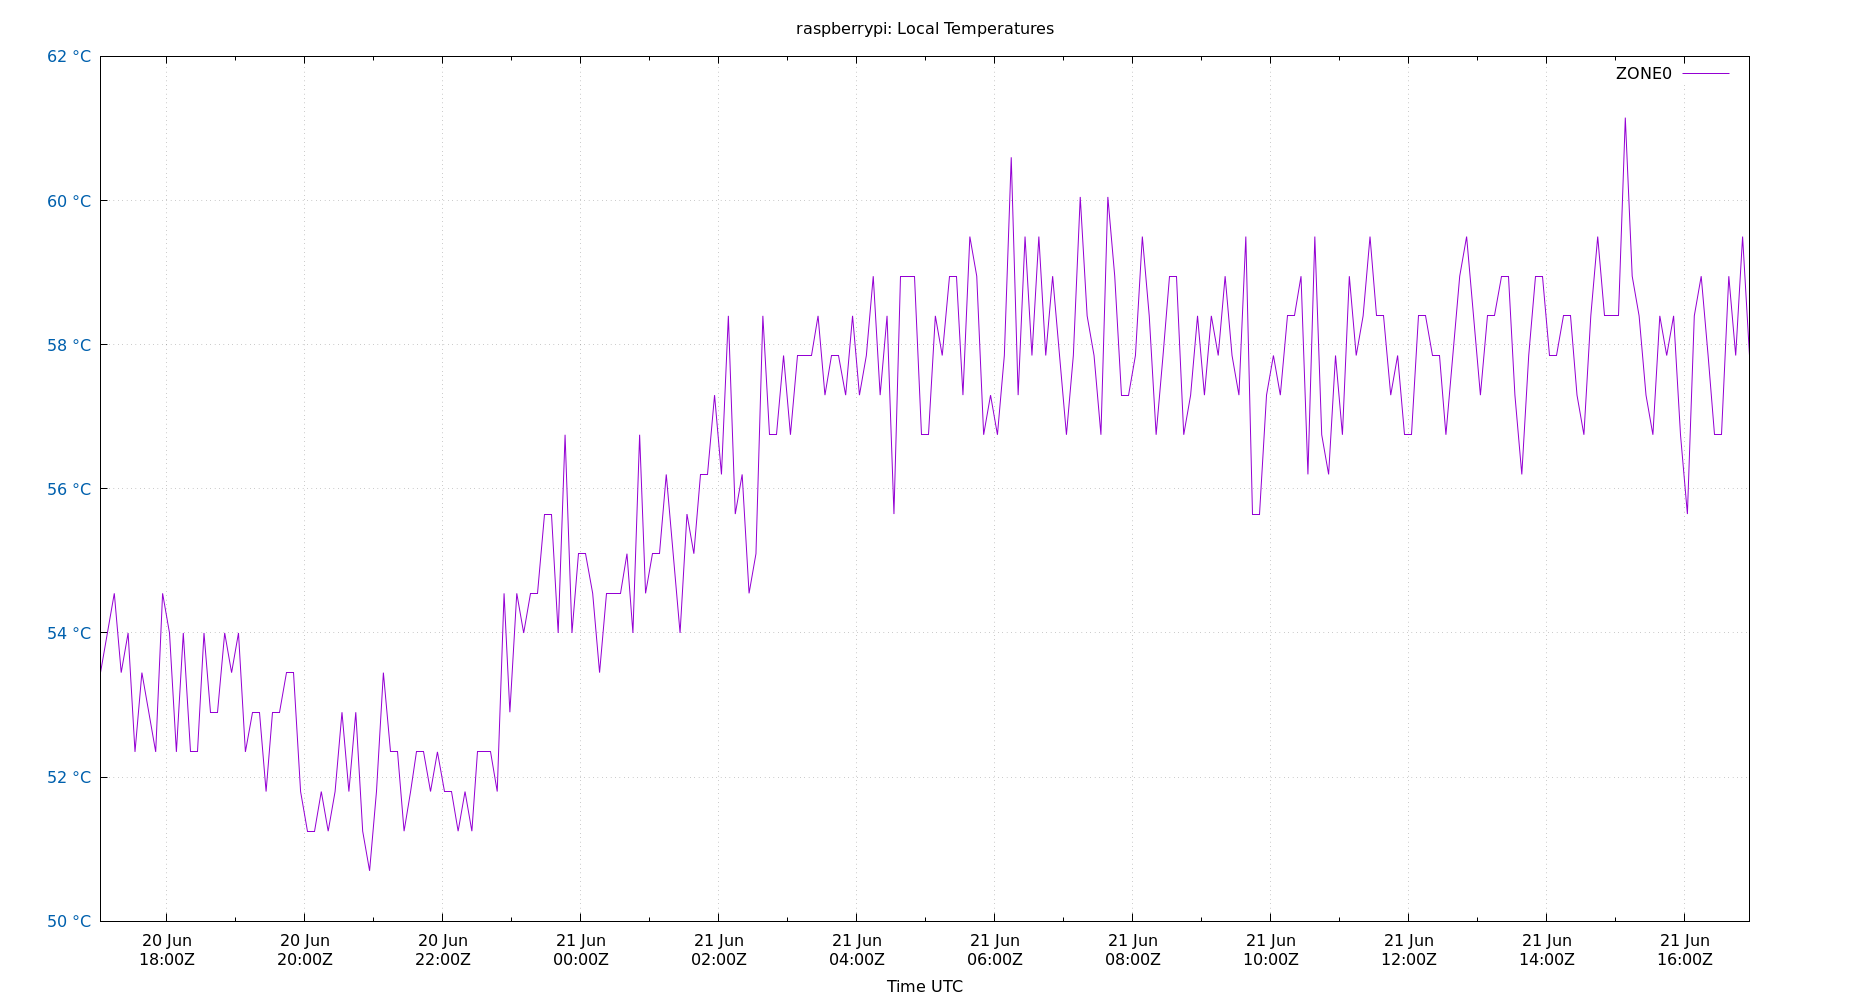 raspberrypi: Local Temperatures
62 °C
ZONE0
60 °C
58 °C
56 °C
54 °C
52 °C
50 °C
20 Jun 20 Jun 20 Jun 21 Jun 21 Jun 21 Jun 21 Jun 21 Jun 21 Jun 21 Jun 21 Jun 21 Jun
18:00Z 20:00Z 22:00Z 00:00Z 02:00Z 04:00Z 06:00Z 08:00Z 10:00Z 12:00Z 14:00Z 16:00Z
Time UTC